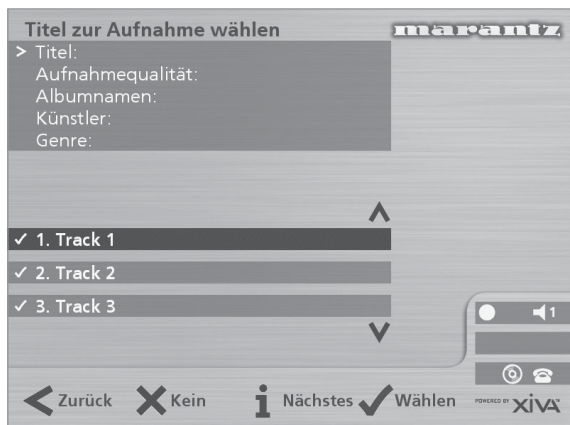 Titel zur Aufnahme wählen
marantz
> Titel:
Aufnahmequalität:
Albumnamen:
Künstler:
Genre:
✓ 1. Track 1
✓ 2. Track 2
✓ 3. Track 3
1
Zurück Kein i Nächstes Wählen
POWERED BY XiVA™